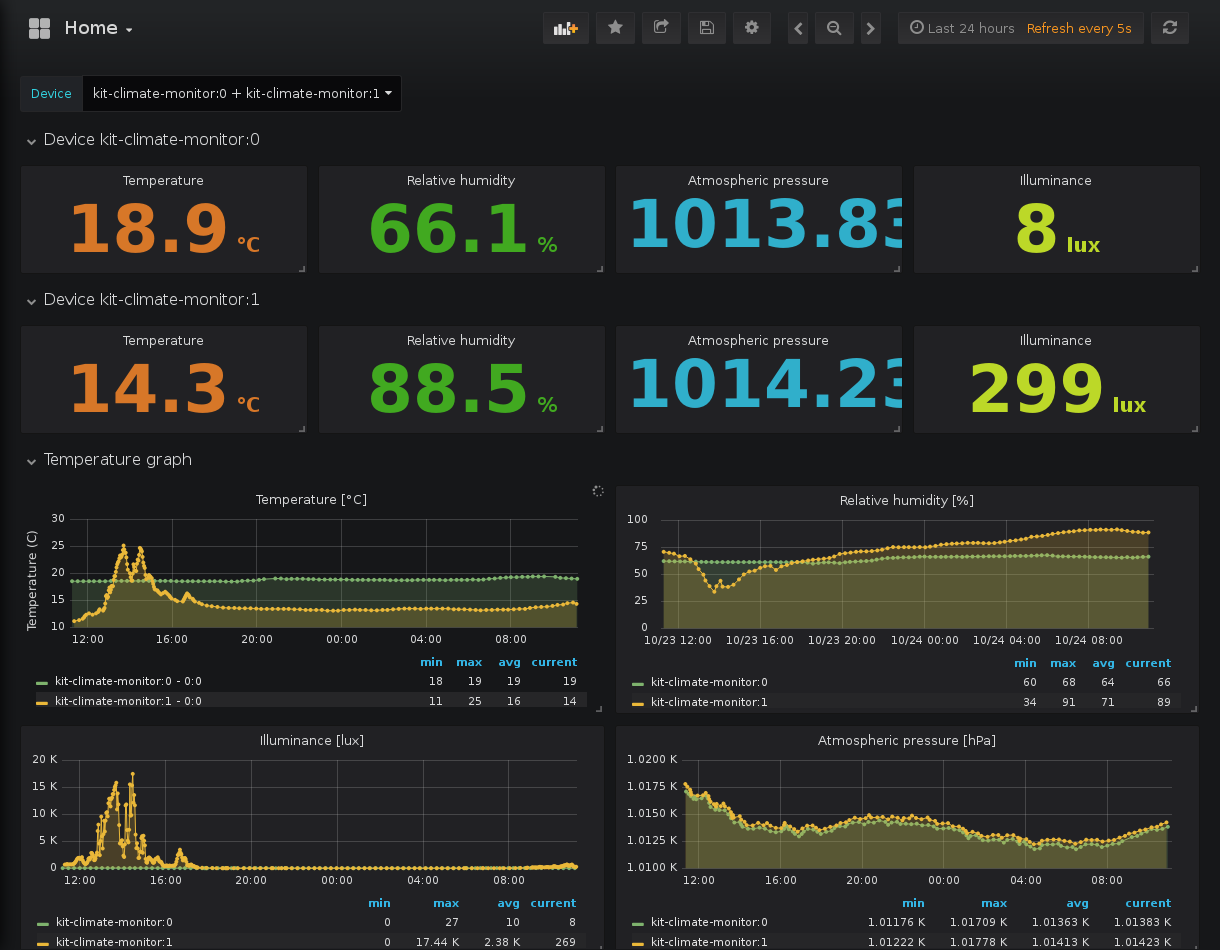 Home
Last 24 hours Refresh every 5s
Device kit-climate-monitor:0 + kit-climate-monitor:1
Device kit-climate-monitor:0
Temperature Relative humidity Atmospheric pressure Illuminance
18.9 °C 66.1 % 1013.83 8 lux
Device kit-climate-monitor:1
Temperature Relative humidity Atmospheric pressure Illuminance
14.3 °C 88.5 % 1014.23 299 lux
Temperature graph
Temperature [°C]
Temperature (C)
30
25
20
15
10
12:00 16:00 20:00 00:00 04:00 08:00
min max avg current
kit-climate-monitor:0 - 0:0 18 19 19 19
kit-climate-monitor:1 - 0:0 11 25 16 14
Relative humidity [%]
100
75
50
25
0
10/23 12:00 10/23 16:00 10/23 20:00 10/24 00:00 10/24 04:00 10/24 08:00
min max avg current
kit-climate-monitor:0 60 68 64 66
kit-climate-monitor:1 34 91 71 89
Illuminance [lux]
20 K
15 K
10 K
5 K
0
12:00 16:00 20:00 00:00 04:00 08:00
min max avg current
kit-climate-monitor:0 0 27 10 8
kit-climate-monitor:1 0 17.44 K 2.38 K 269
Atmospheric pressure [hPa]
1.0200 K
1.0175 K
1.0150 K
1.0125 K
1.0100 K
12:00 16:00 20:00 00:00 04:00 08:00
min max avg current
kit-climate-monitor:0 1.01176 K 1.01709 K 1.01363 K 1.01383 K
kit-climate-monitor:1 1.01222 K 1.01778 K 1.01413 K 1.01423 K